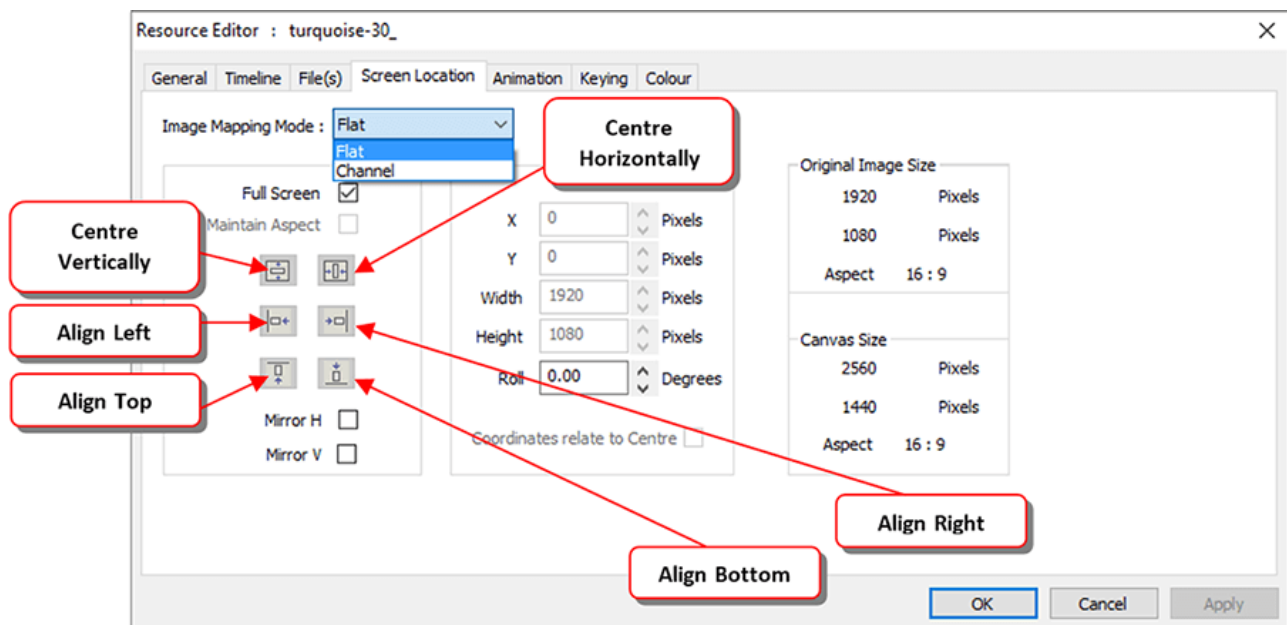 Resource Editor : turquoise-30_
General Timeline File(s) Screen Location Animation Keying Colour
Image Mapping Mode : Flat
Flat
Channel
Centre
Horizontally
Full Screen
Maintain Aspect
Centre
Vertically
Align Left
Align Top
Mirror H
Mirror V
X 0 Pixels
Y 0 Pixels
Width 1920 Pixels
Height 1080 Pixels
Roll 0.00 Degrees
Coordinates relate to Centre
Original Image Size
1920 Pixels
1080 Pixels
Aspect 16 : 9
Canvas Size
2560 Pixels
1440 Pixels
Aspect 16 : 9
Align Right
Align Bottom
OK Cancel Apply